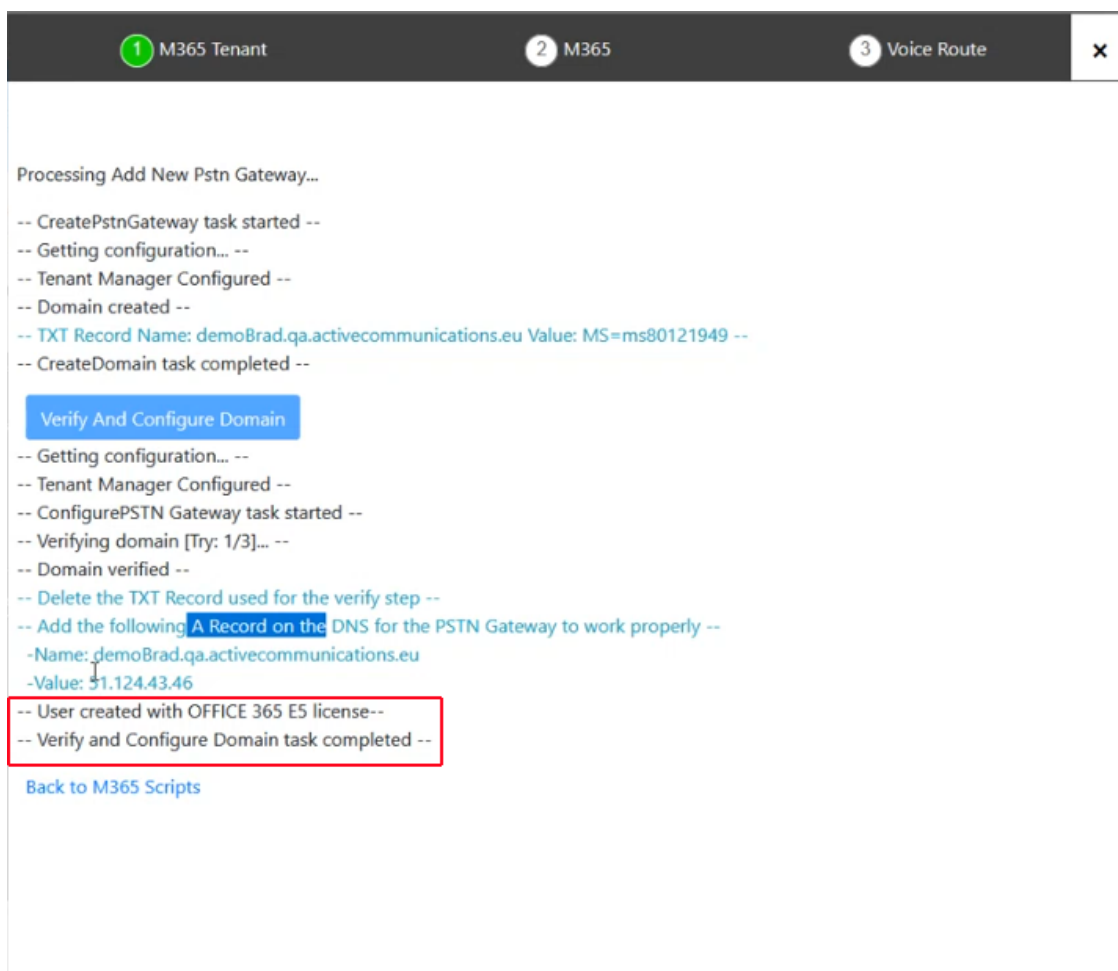 1 M365 Tenant 2 M365 3 Voice Route ×
Processing Add New Pstn Gateway...
-- CreatePstnGateway task started --
-- Getting configuration... --
-- Tenant Manager Configured --
-- Domain created --
-- TXT Record Name: demoBrad.qa.activecommunications.eu Value: MS=ms80121949 --
-- CreateDomain task completed --
Verify And Configure Domain
-- Getting configuration... --
-- Tenant Manager Configured --
-- ConfigurePSTN Gateway task started --
-- Verifying domain [Try: 1/3]... --
-- Domain verified --
-- Delete the TXT Record used for the verify step --
-- Add the following A Record on the DNS for the PSTN Gateway to work properly --
-Name: demoBrad.qa.activecommunications.eu
-Value: 51.124.43.46
-- User created with OFFICE 365 E5 license--
-- Verify and Configure Domain task completed --
Back to M365 Scripts